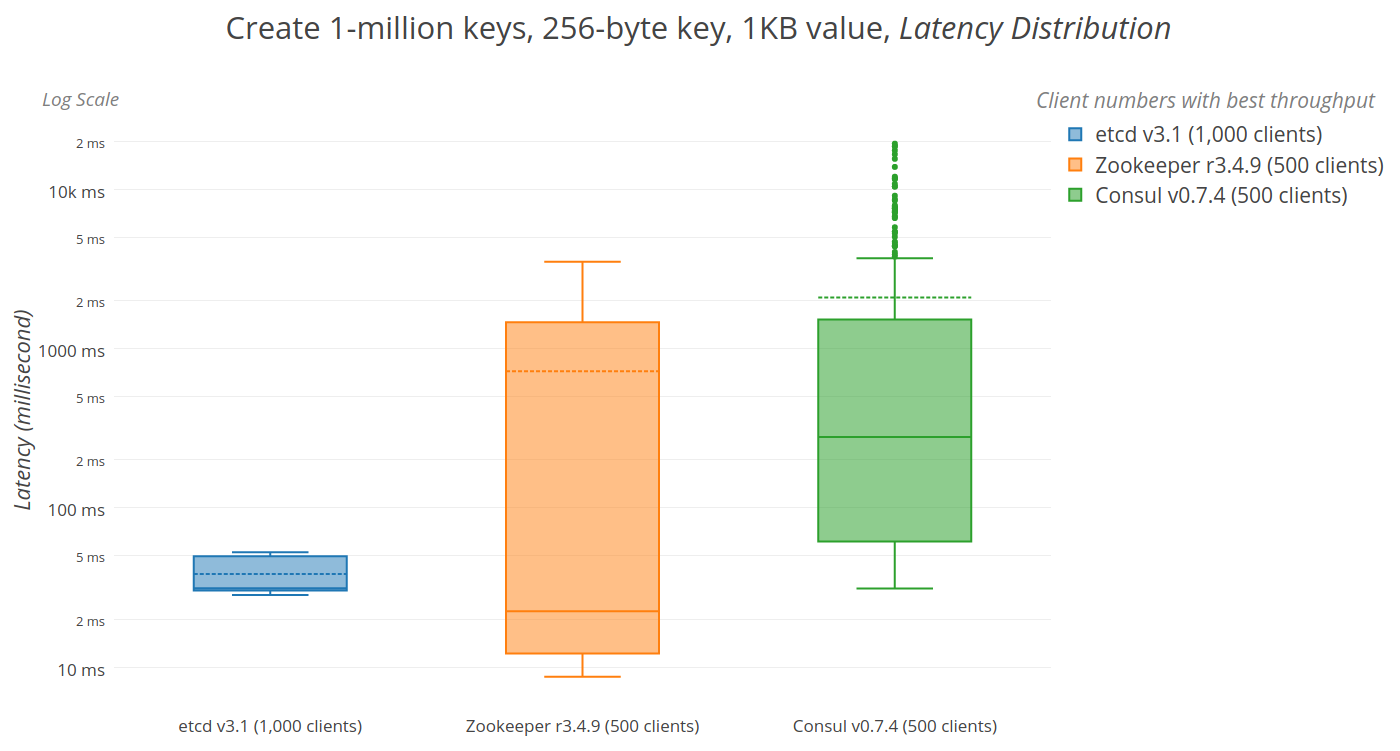 Create 1-million keys, 256-byte key, 1KB value, Latency Distribution
Log Scale
Client numbers with best throughput
etcd v3.1 (1,000 clients)
Zookeeper r3.4.9 (500 clients)
Consul v0.7.4 (500 clients)
Latency (millisecond)
2 ms
10k ms
5 ms
2 ms
1000 ms
5 ms
2 ms
100 ms
5 ms
2 ms
10 ms
etcd v3.1 (1,000 clients)
Zookeeper r3.4.9 (500 clients)
Consul v0.7.4 (500 clients)